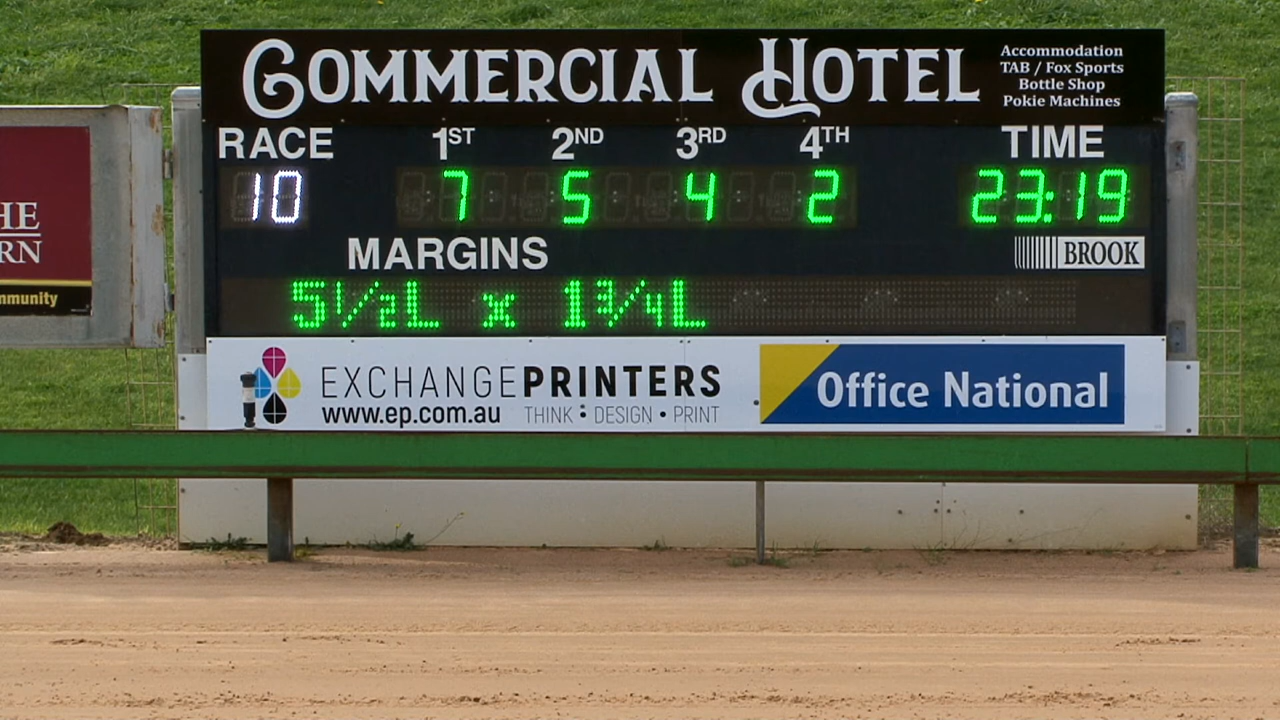 COMMERCIAL HOTEL
Accommodation
TAB / Fox Sports
Bottle Shop
Pokie Machines
RACE 1ST 2ND 3RD 4TH TIME
10 7 5 4 2 23:19
MARGINS
BROOK
5½L x 1¾L
HE
RN
mmunity
EXCHANGEPRINTERS
www.ep.com.au THINK • DESIGN • PRINT
Office National